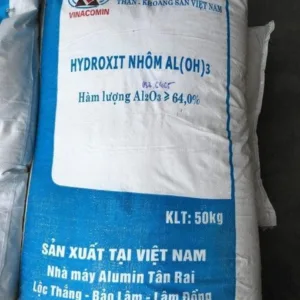 THAN - KHOÁNG SẢN VIỆT NAM
VINACOMIN
HYDROXIT NHÔM AL(OH)3
Hàm lượng Al2O3 ≥ 64,0%
KLT: 50kg
SẢN XUẤT TẠI VIỆT NAM
Nhà máy Alumin Tân Rai
Lộc Thắng - Bảo Lâm - Lâm Đồng